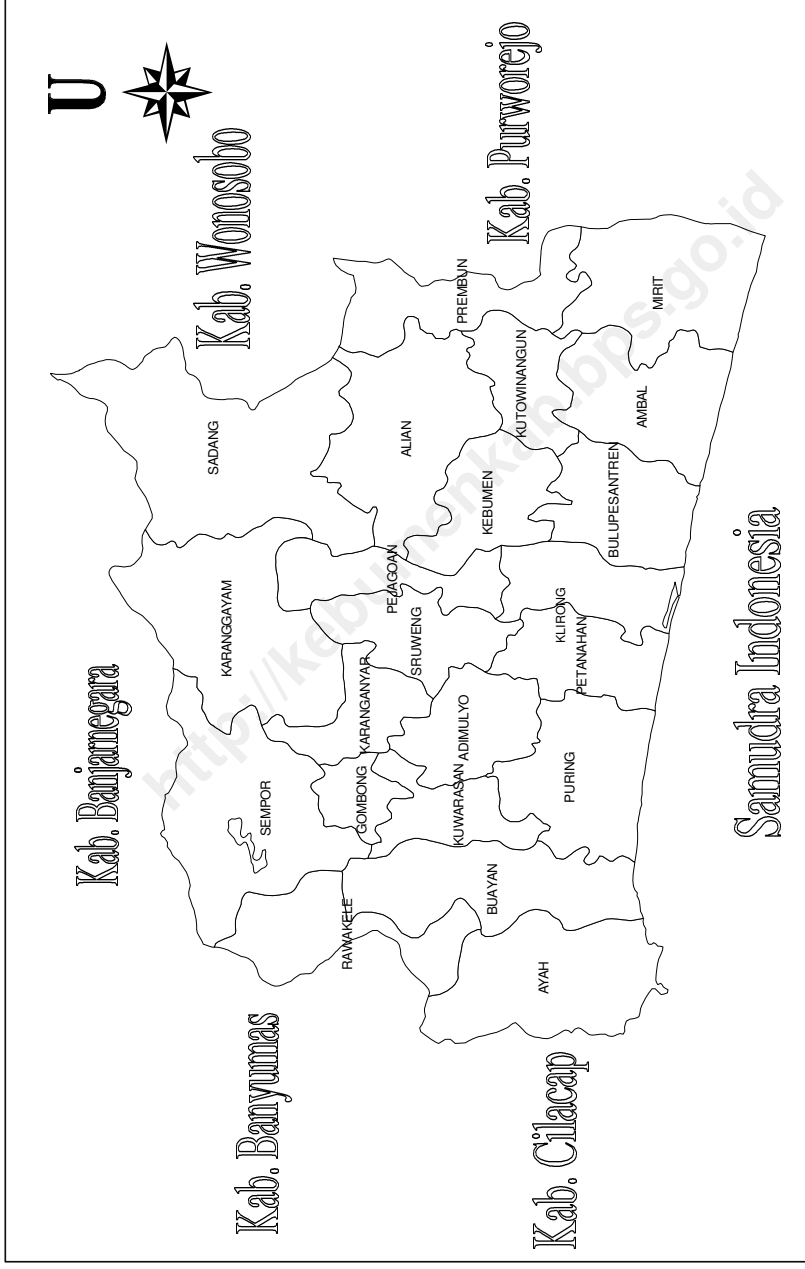 U
Kab. Banjarnegara
Kab. Wonosobo
Kab. Banyumas
Kab. Purworejo
Kab. Cilacap
Samudra Indonesia
SADANG
KARANGGAYAM
SEMPOR
RAWAKELE
PREMBUN
ALIAN
PEJAGOAN
KARANGANYAR
GOMBONG
SRUWENG
KEBUMEN
KUTOWINANGUN
ADIMULYO
KUWARASAN
BUAYAN
AYAH
PURING
PETANAHAN
KLIRONG
BULUPESANTREN
AMBAL
MIRIT
http://kebumenkab.bps.go.id